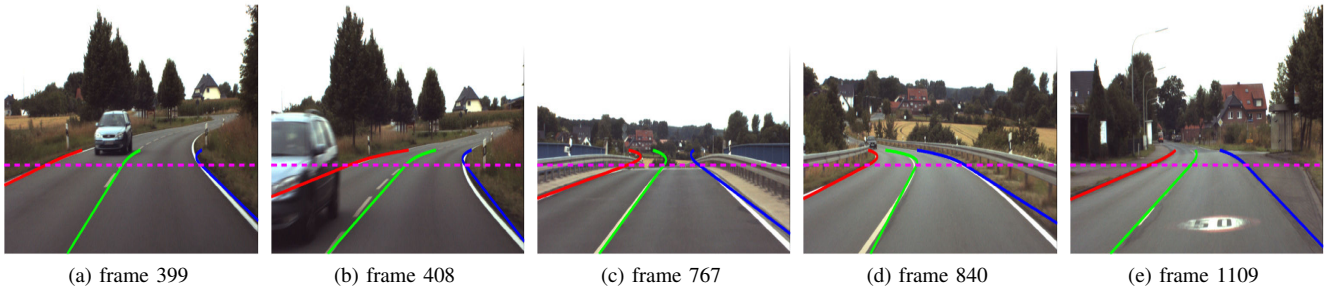 (a) frame 399
(b) frame 408
(c) frame 767
(d) frame 840
(e) frame 1109